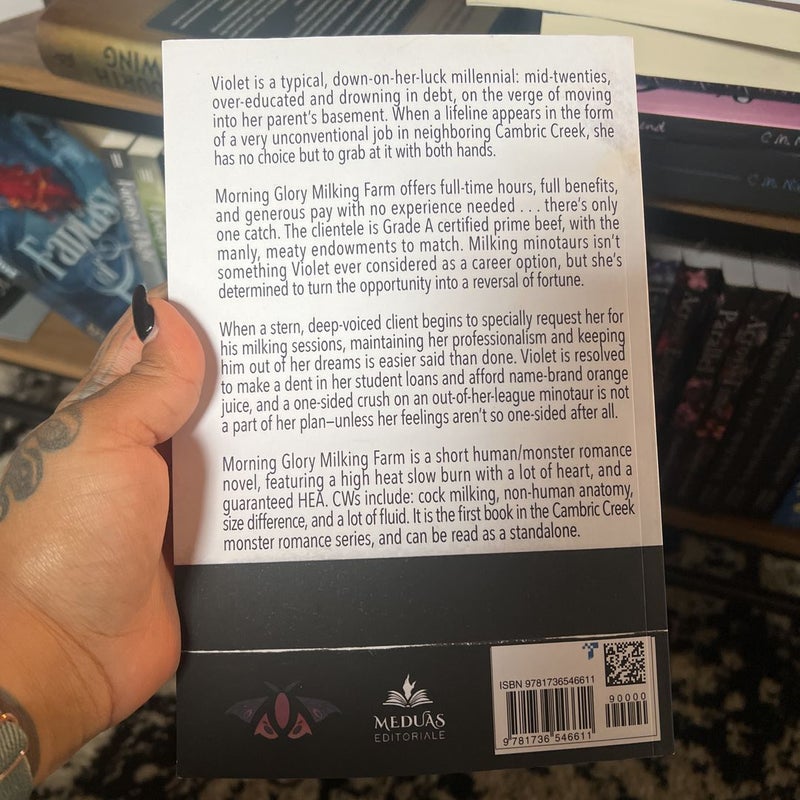 WING
Fantasy
Violet is a typical, down-on-her-luck millennial: mid-twenties,
over-educated and drowning in debt, on the verge of moving
into her parent's basement. When a lifeline appears in the form
of a very unconventional job in neighboring Cambric Creek, she
has no choice but to grab at it with both hands.
Morning Glory Milking Farm offers full-time hours, full benefits,
and generous pay with no experience needed . . . there's only
one catch. The clientele is Grade A certified prime beef, with the
manly, meaty endowments to match. Milking minotaurs isn't
something Violet ever considered as a career option, but she's
determined to turn the opportunity into a reversal of fortune.
When a stern, deep-voiced client begins to specially request her for
his milking sessions, maintaining her professionalism and keeping
him out of her dreams is easier said than done. Violet is resolved
to make a dent in her student loans and afford name-brand orange
juice, and a one-sided crush on an out-of-her-league minotaur is not
a part of her plan–unless her feelings aren't so one-sided after all.
Morning Glory Milking Farm is a short human/monster romance
novel, featuring a high heat slow burn with a lot of heart, and a
guaranteed HEA. CWs include: cock milking, non-human anatomy,
size difference, and a lot of fluid. It is the first book in the Cambric Creek
monster romance series, and can be read as a standalone.
MEDUAS
EDITORIALE
ISBN 9781736546611
90000
9 781736 546611